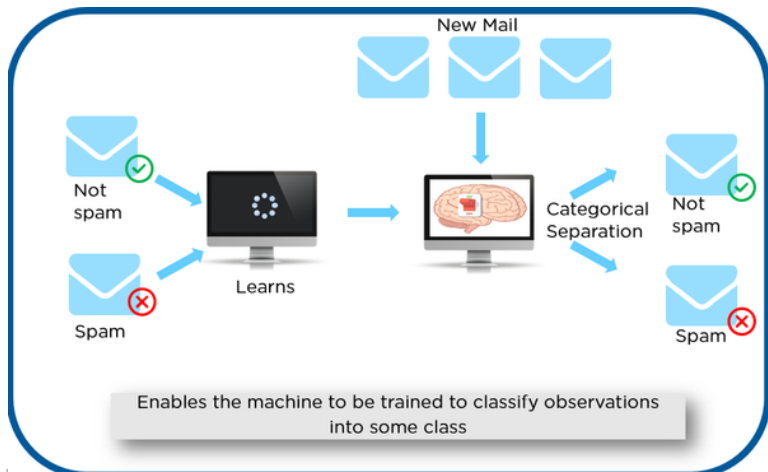 New Mail
Not
spam
Spam
Learns
Categorical
Separation
Not
spam
Spam
Enables the machine to be trained to classify observations
into some class